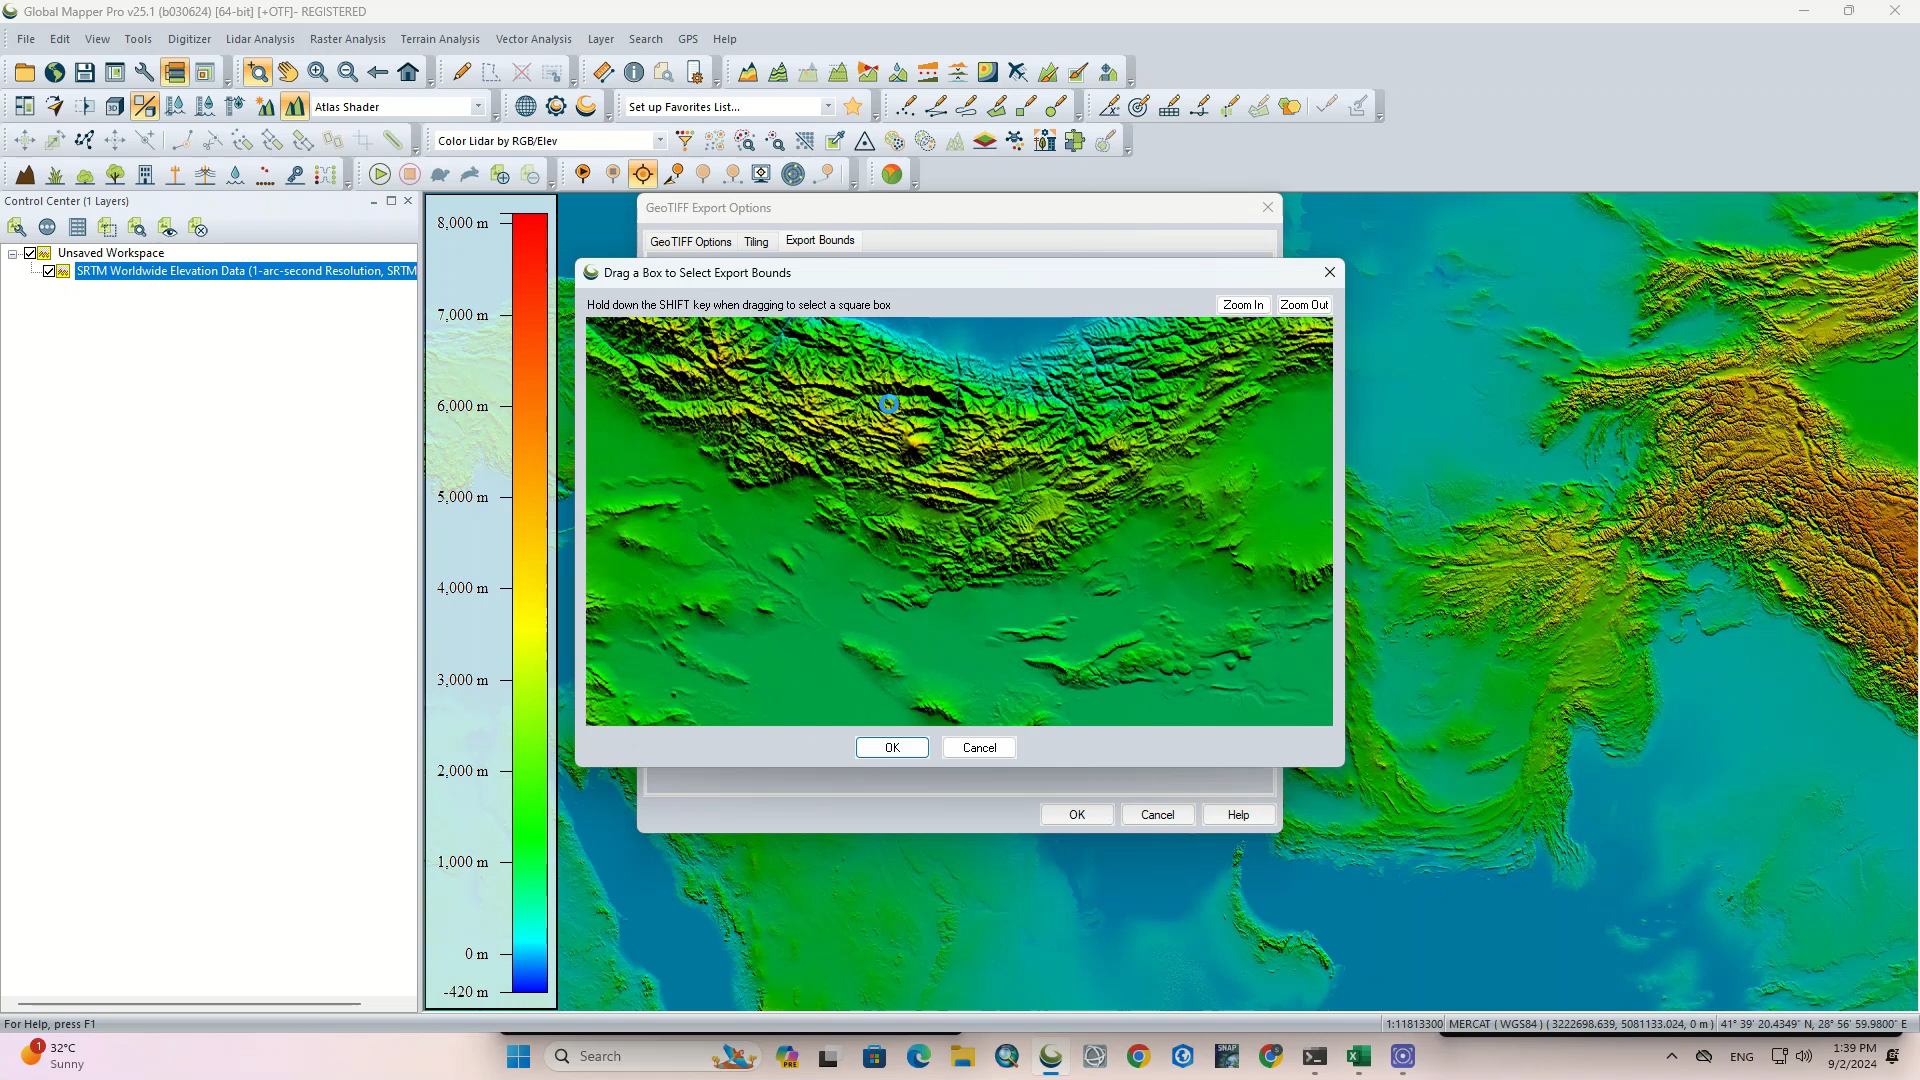 Global Mapper Pro v25.1 (b030624) [64-bit] [+OTF]- REGISTERED
File Edit View Tools Digitizer Lidar Analysis Raster Analysis Terrain Analysis Vector Analysis Layer Search GPS Help
Atlas Shader
Set up Favorites List...
Color Lidar by RGB/Elev
Control Center (1 Layers)
Unsaved Workspace
SRTM Worldwide Elevation Data (1-arc-second Resolution, SRTM
8,000 m
7,000 m
6,000 m
5,000 m
4,000 m
3,000 m
2,000 m
1,000 m
0 m
-420 m
GeoTIFF Export Options
GeoTIFF Options Tiling Export Bounds
Drag a Box to Select Export Bounds
Hold down the SHIFT key when dragging to select a square box
Zoom In Zoom Out
OK Cancel
OK Cancel Help
For Help, press F1
1:11813300 MERCAT ( WGS84 ) ( 3222698.639, 5081133.024, 0 m ) 41° 39' 20.4349" N, 28° 56' 59.9800" E
1
32°C
Sunny
Search
PRE
SNAP
ENG
1:39 PM
9/2/2024